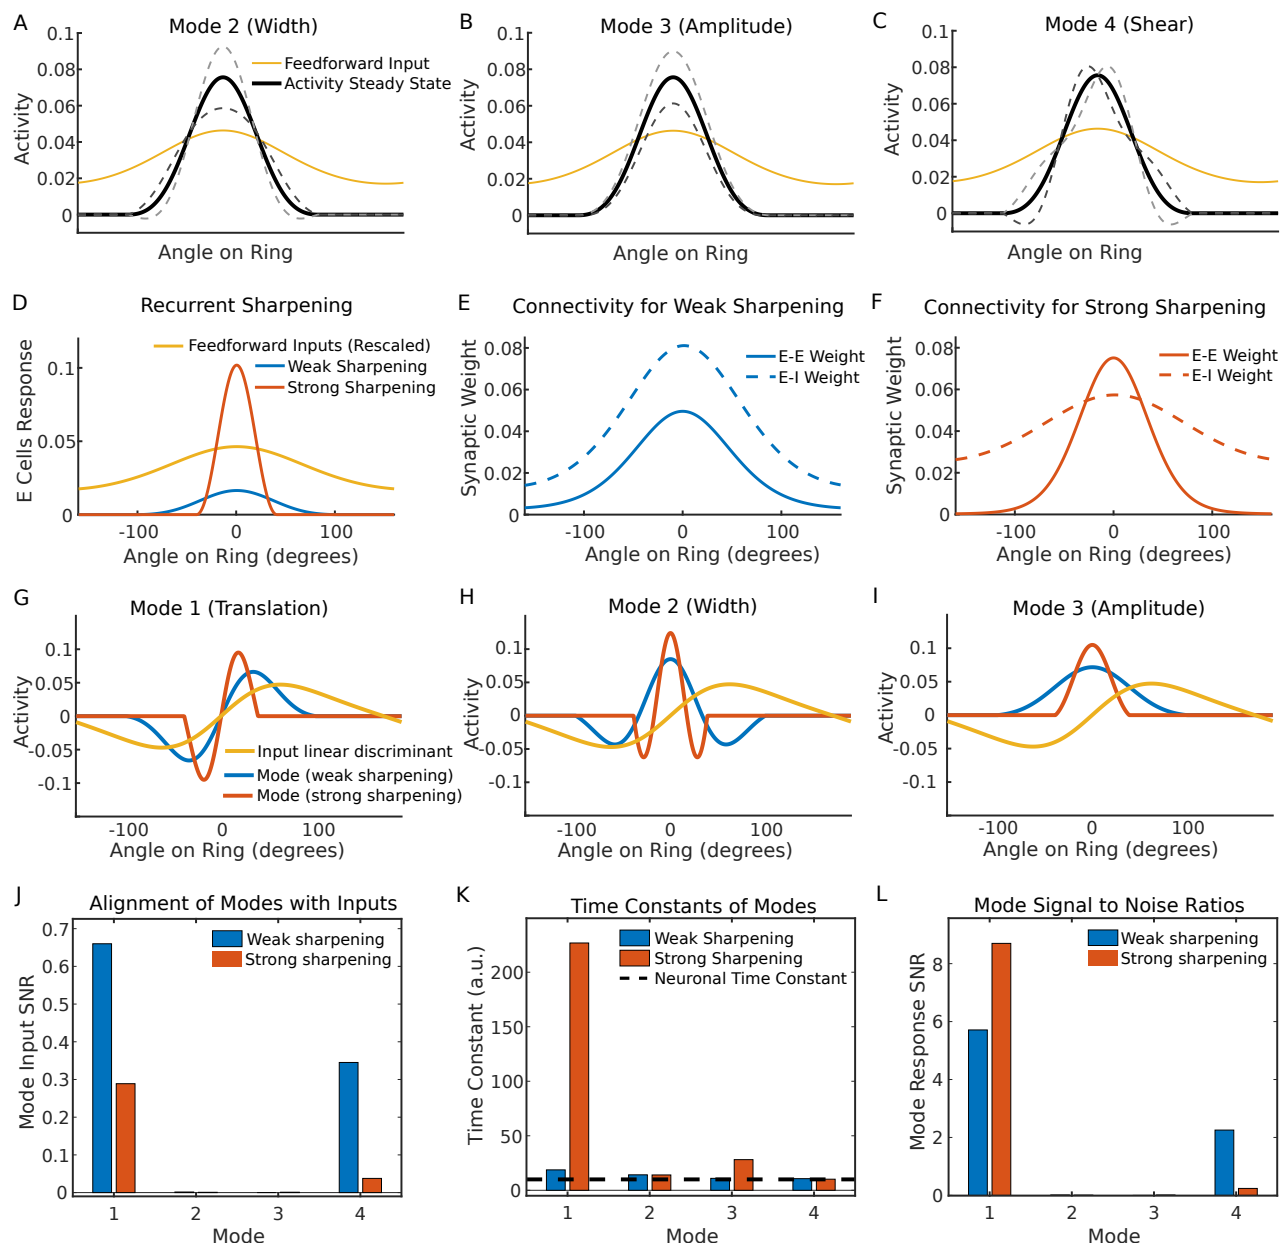 A
Mode 2 (Width)
0.1
0.08
0.06
0.04
0.02
0
Activity
Feedforward Input
Activity Steady State
Angle on Ring
B
Mode 3 (Amplitude)
0.1
0.08
0.06
0.04
0.02
0
Activity
Angle on Ring
C
Mode 4 (Shear)
0.1
0.08
0.06
0.04
0.02
0
Activity
Angle on Ring
D
Recurrent Sharpening
Feedforward Inputs (Rescaled)
Weak Sharpening
Strong Sharpening
0.1
0.05
0
E Cells Response
-100 0 100
Angle on Ring (degrees)
E
Connectivity for Weak Sharpening
E-E Weight
E-I Weight
0.08
0.06
0.04
0.02
0
Synaptic Weight
-100 0 100
Angle on Ring (degrees)
F
Connectivity for Strong Sharpening
E-E Weight
E-I Weight
0.08
0.06
0.04
0.02
0
Synaptic Weight
-100 0 100
Angle on Ring (degrees)
G
Mode 1 (Translation)
0.1
0.05
0
-0.05
-0.1
Activity
Input linear discriminant
Mode (weak sharpening)
Mode (strong sharpening)
-100 0 100
Angle on Ring (degrees)
H
Mode 2 (Width)
0.1
0.05
0
-0.05
-0.1
Activity
0 100
Angle on Ring (degrees)
I
Mode 3 (Amplitude)
0.1
0.05
0
-0.05
-0.1
Activity
-100 0 100
Angle on Ring (degrees)
J
Alignment of Modes with Inputs
0.7
0.6
0.5
0.4
0.3
0.2
0.1
0
Mode Input SNR
Weak sharpening
Strong sharpening
1 2 3 4
Mode
K
Time Constants of Modes
Weak Sharpening
Strong Sharpening
Neuronal Time Constant
200
150
100
50
0
Time Constant (a.u.)
1 2 3 4
Mode
L
Mode Signal to Noise Ratios
Weak sharpening
Strong sharpening
8
6
4
2
0
Mode Response SNR
1 2 3 4
Mode